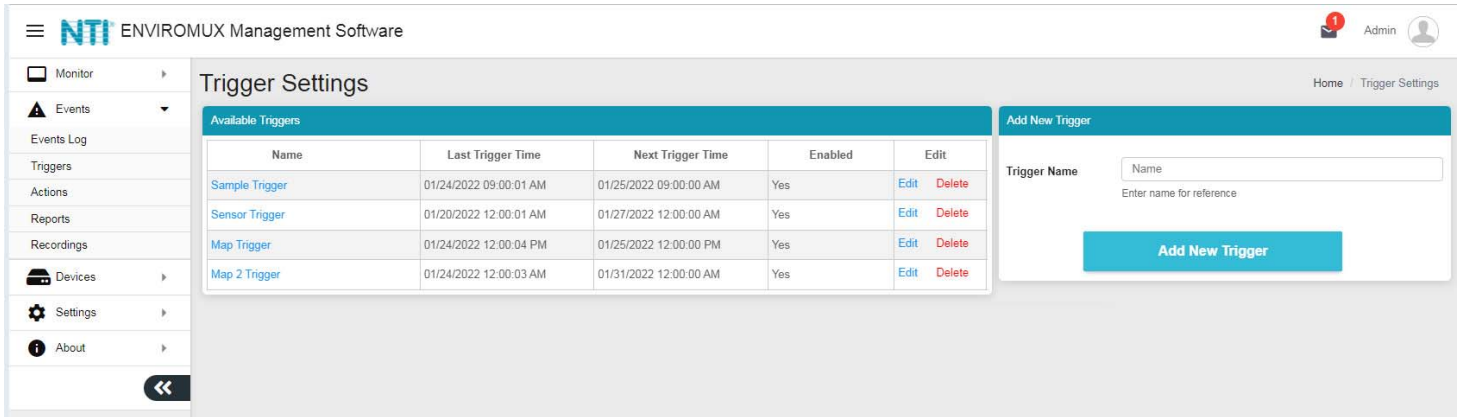 NTI ENVIROMUX Management Software
1
Admin
Monitor
Events
Events Log
Triggers
Actions
Reports
Recordings
Devices
Settings
About
Trigger Settings
Home / Trigger Settings
Available Triggers
Name Last Trigger Time Next Trigger Time Enabled Edit
Sample Trigger 01/24/2022 09:00:01 AM 01/25/2022 09:00:00 AM Yes Edit Delete
Sensor Trigger 01/20/2022 12:00:01 AM 01/27/2022 12:00:00 AM Yes Edit Delete
Map Trigger 01/24/2022 12:00:04 PM 01/25/2022 12:00:00 PM Yes Edit Delete
Map 2 Trigger 01/24/2022 12:00:03 AM 01/31/2022 12:00:00 AM Yes Edit Delete
Add New Trigger
Trigger Name Name
Enter name for reference
Add New Trigger